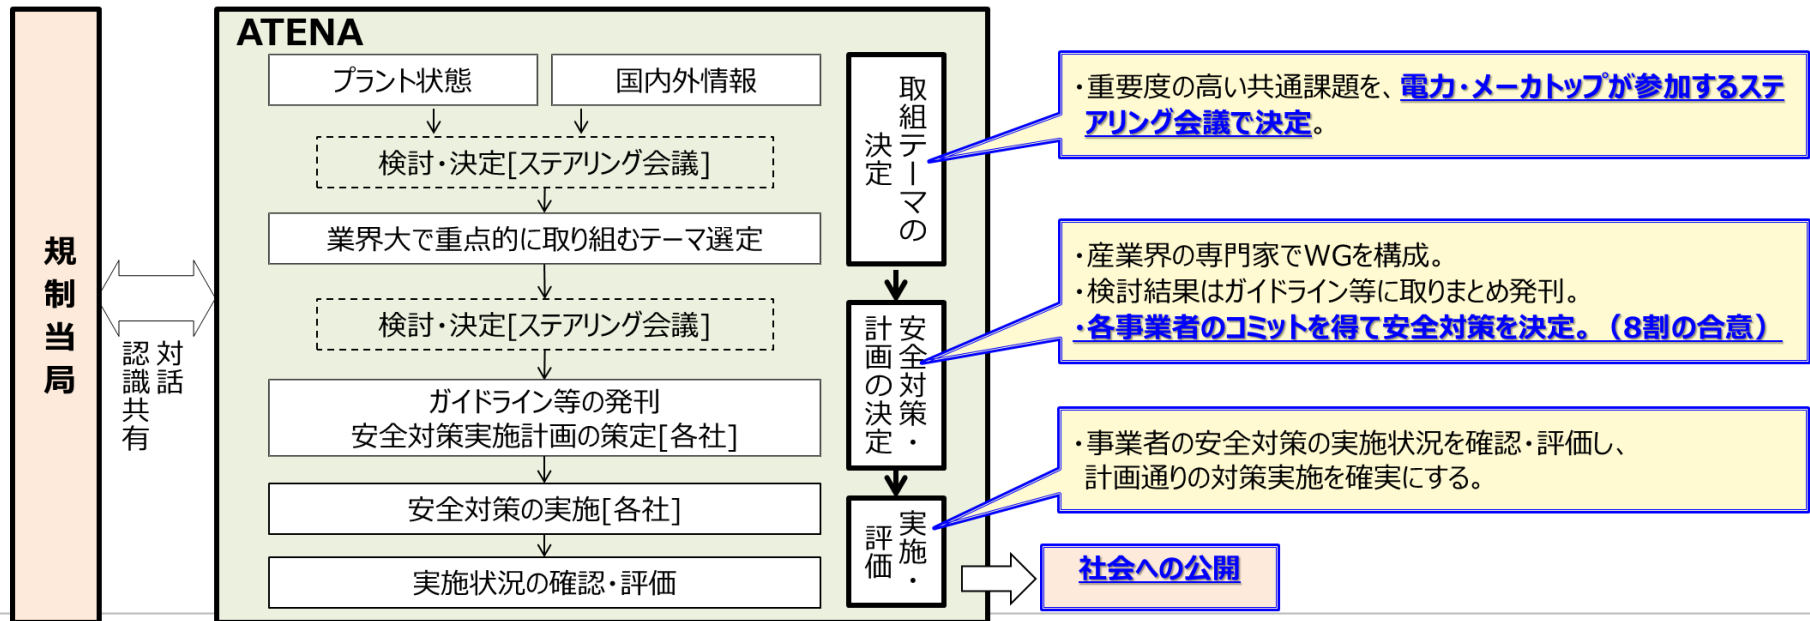 規制当局
対話
認識共有
ATENA
プラント状態
国内外情報
検討・決定[ステアリング会議]
業界大で重点的に取り組むテーマ選定
検討・決定[ステアリング会議]
ガイドライン等の発刊
安全対策実施計画の策定[各社]
安全対策の実施[各社]
実施状況の確認・評価
取組テーマの
決定
安全対策・
計画の決定
実施・
評価
・重要度の高い共通課題を、電力・メーカトップが参加するステ
アリング会議で決定。
・産業界の専門家でWGを構成。
・検討結果はガイドライン等に取りまとめ発刊。
・各事業者のコミットを得て安全対策を決定。（8割の合意）
・事業者の安全対策の実施状況を確認・評価し、
計画通りの対策実施を確実にする。
社会への公開